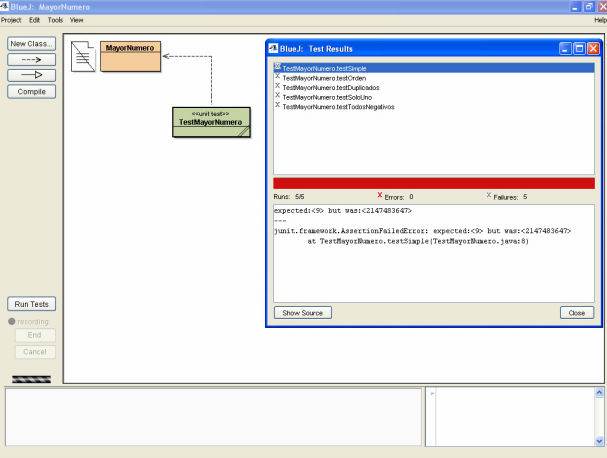 BlueJ: MayorNumero
Project Edit Tools View Help
New Class...
--->
Compile
MayorNumero
<<unit test>>
TestMayorNumero
BlueJ: Test Results
TestMayorNumero.testSimple
TestMayorNumero.testOrden
TestMayorNumero.testDuplicados
TestMayorNumero.testSoloUno
TestMayorNumero.testTodosNegativos
Runs: 5/5 X Errors: 0 X Failures: 5
expected:<9> but was:<2147483647>
---
junit.framework.AssertionFailedError: expected:<9> but was:<2147483647>
at TestMayorNumero.testSimple(TestMayorNumero.java:8)
Show Source Close
Run Tests
recording
End
Cancel